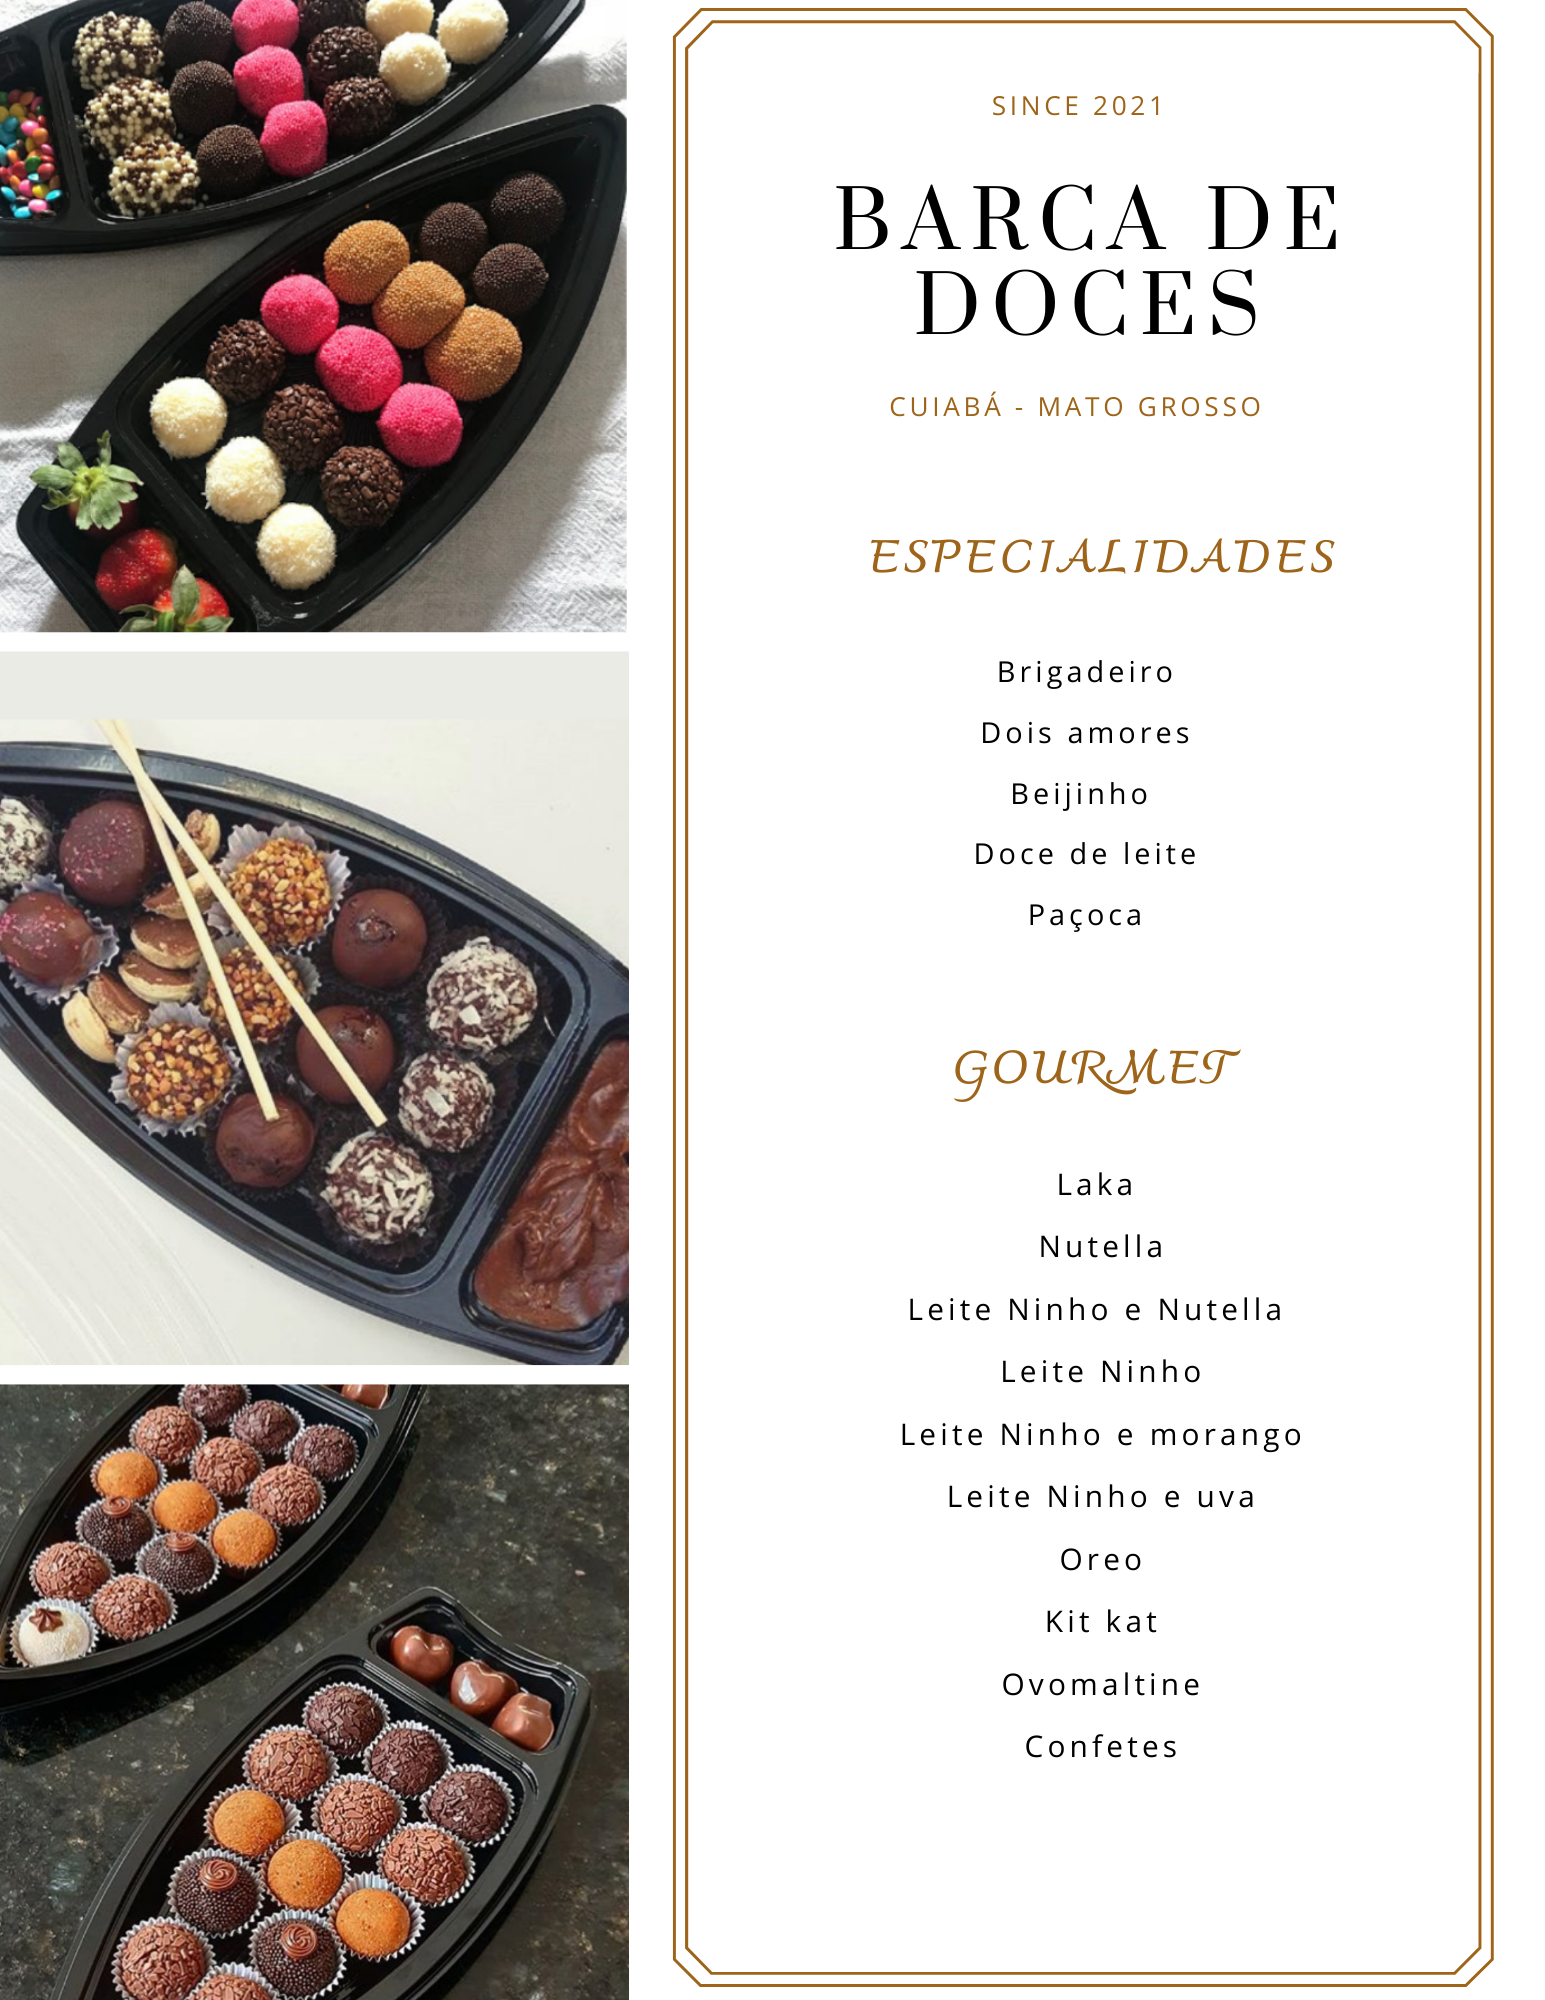 SINCE 2021
BARCA DE
DOCES
CUIABÁ - MATO GROSSO
ESPECIALIDADES
Brigadeiro
Dois amores
Beijinho
Doce de leite
Paçoca
GOURMET
Laka
Nutella
Leite Ninho e Nutella
Leite Ninho
Leite Ninho e morango
Leite Ninho e uva
Oreo
Kit kat
Ovomaltine
Confetes